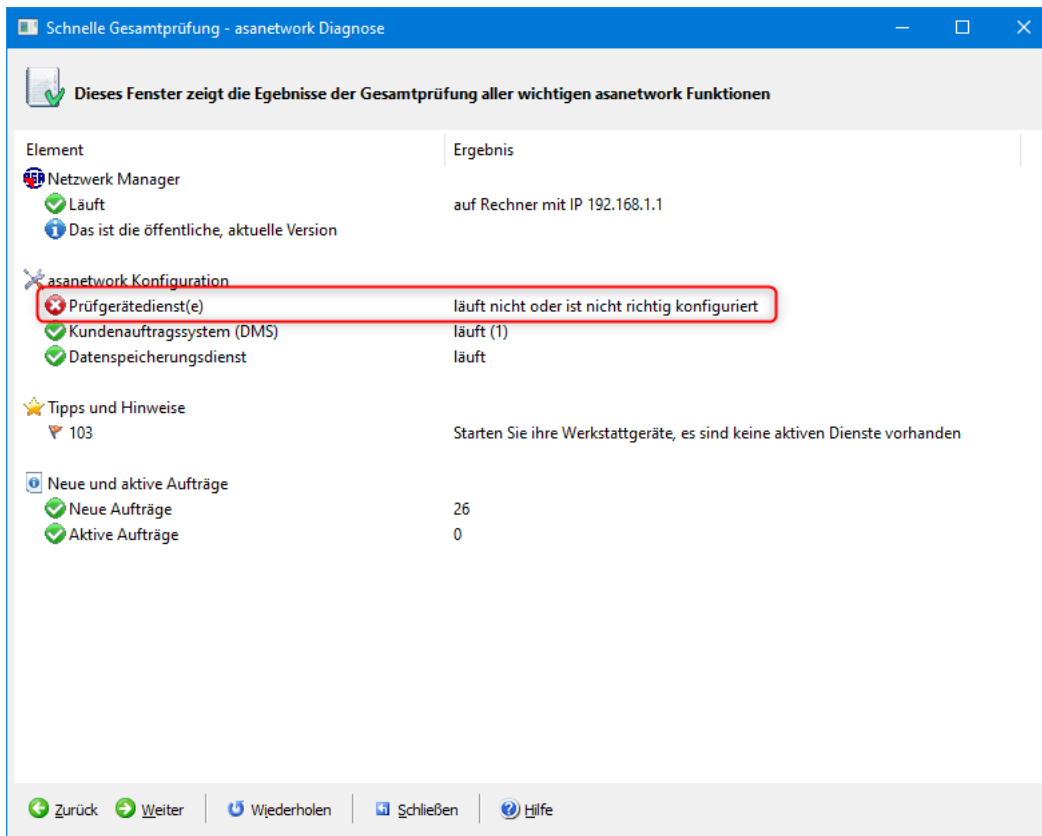 Schnelle Gesamtprüfung - asanetwork Diagnose
Dieses Fenster zeigt die Egebnisse der Gesamtprüfung aller wichtigen asanetwork Funktionen
Element Ergebnis
Netzwerk Manager
Läuft auf Rechner mit IP 192.168.1.1
Das ist die öffentliche, aktuelle Version
asanetwork Konfiguration
Prüfgerätedienst(e) läuft nicht oder ist nicht richtig konfiguriert
Kundenauftragssystem (DMS) läuft (1)
Datenspeicherungsdienst läuft
Tipps und Hinweise
103 Starten Sie ihre Werkstattgeräte, es sind keine aktiven Dienste vorhanden
Neue und aktive Aufträge
Neue Aufträge 26
Aktive Aufträge 0
Zurück Weiter Wiederholen Schließen Hilfe